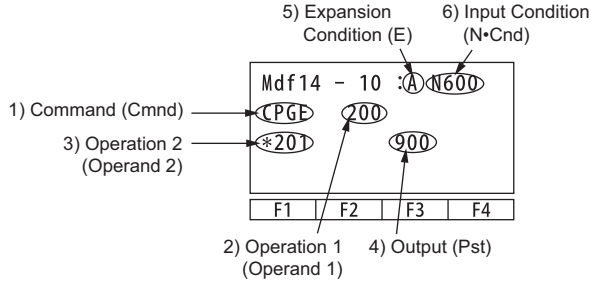 5) Expansion
Condition (E)
6) Input Condition
(N•Cnd)
Mdf14 - 10 :A N600
1) Command (Cmnd)
CPGE 200
3) Operation 2
(Operand 2)
*201 900
F1 F2 F3 F4
2) Operation 1
(Operand 1)
4) Output (Pst)